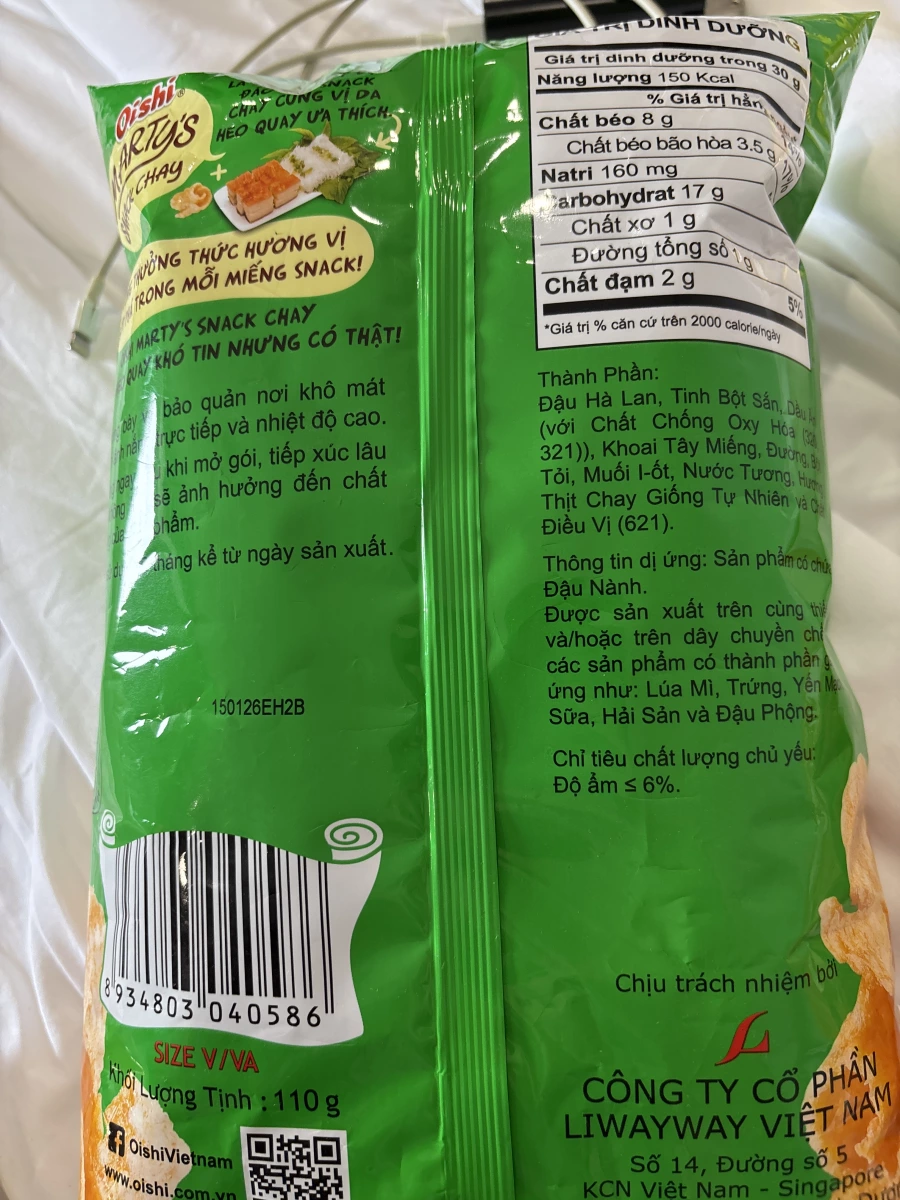 Oishi®
MARTY'S
CHAY
SNACK
CHAY CÙNG VỊ DA
HEO QUAY ƯA THÍCH.
THƯỞNG THỨC HƯƠNG VỊ
TRONG MỖI MIẾNG SNACK!
MARTY'S SNACK CHAY
QUAY KHÓ TIN NHƯNG CÓ THẬT!
bảo quản nơi khô mát
trực tiếp và nhiệt độ cao.
khi mở gói, tiếp xúc lâu
sẽ ảnh hưởng đến chất
phẩm.
tháng kể từ ngày sản xuất.
150126EH2B
8 934803 040586
SIZE V/VA
Khối Lượng Tịnh : 110 g
OishiVietnam
www.oishi.com.vn
TRỊ DINH DƯỠNG
Giá trị dinh dưỡng trong 30 g
Năng lượng 150 Kcal
% Giá trị hằn
Chất béo 8 g
Chất béo bão hòa 3.5 g
Natri 160 mg
Carbohydrat 17 g
Chất xơ 1 g
Đường tổng số 1 g
Chất đạm 2 g
5%
*Giá trị % căn cứ trên 2000 calorie/ngày
Thành Phần:
Đậu Hà Lan, Tinh Bột Sắn, Dầu
(với Chất Chống Oxy Hóa
321)), Khoai Tây Miếng, Đường,
Tỏi, Muối I-ốt, Nước Tương,
Thịt Chay Giống Tự Nhiên và
Điều Vị (621).
Thông tin dị ứng: Sản phẩm có chứa
Đậu Nành.
Được sản xuất trên cùng
và/hoặc trên dây chuyền
các sản phẩm có thành phần
ứng như: Lúa Mì, Trứng, Yến
Sữa, Hải Sản và Đậu Phộng.
Chỉ tiêu chất lượng chủ yếu:
Độ ẩm ≤ 6%.
Chịu trách nhiệm bởi
CÔNG TY CỔ PHẦN
LIWAYWAY VIỆT NAM
Số 14, Đường số 5
KCN Việt Nam - Singapore